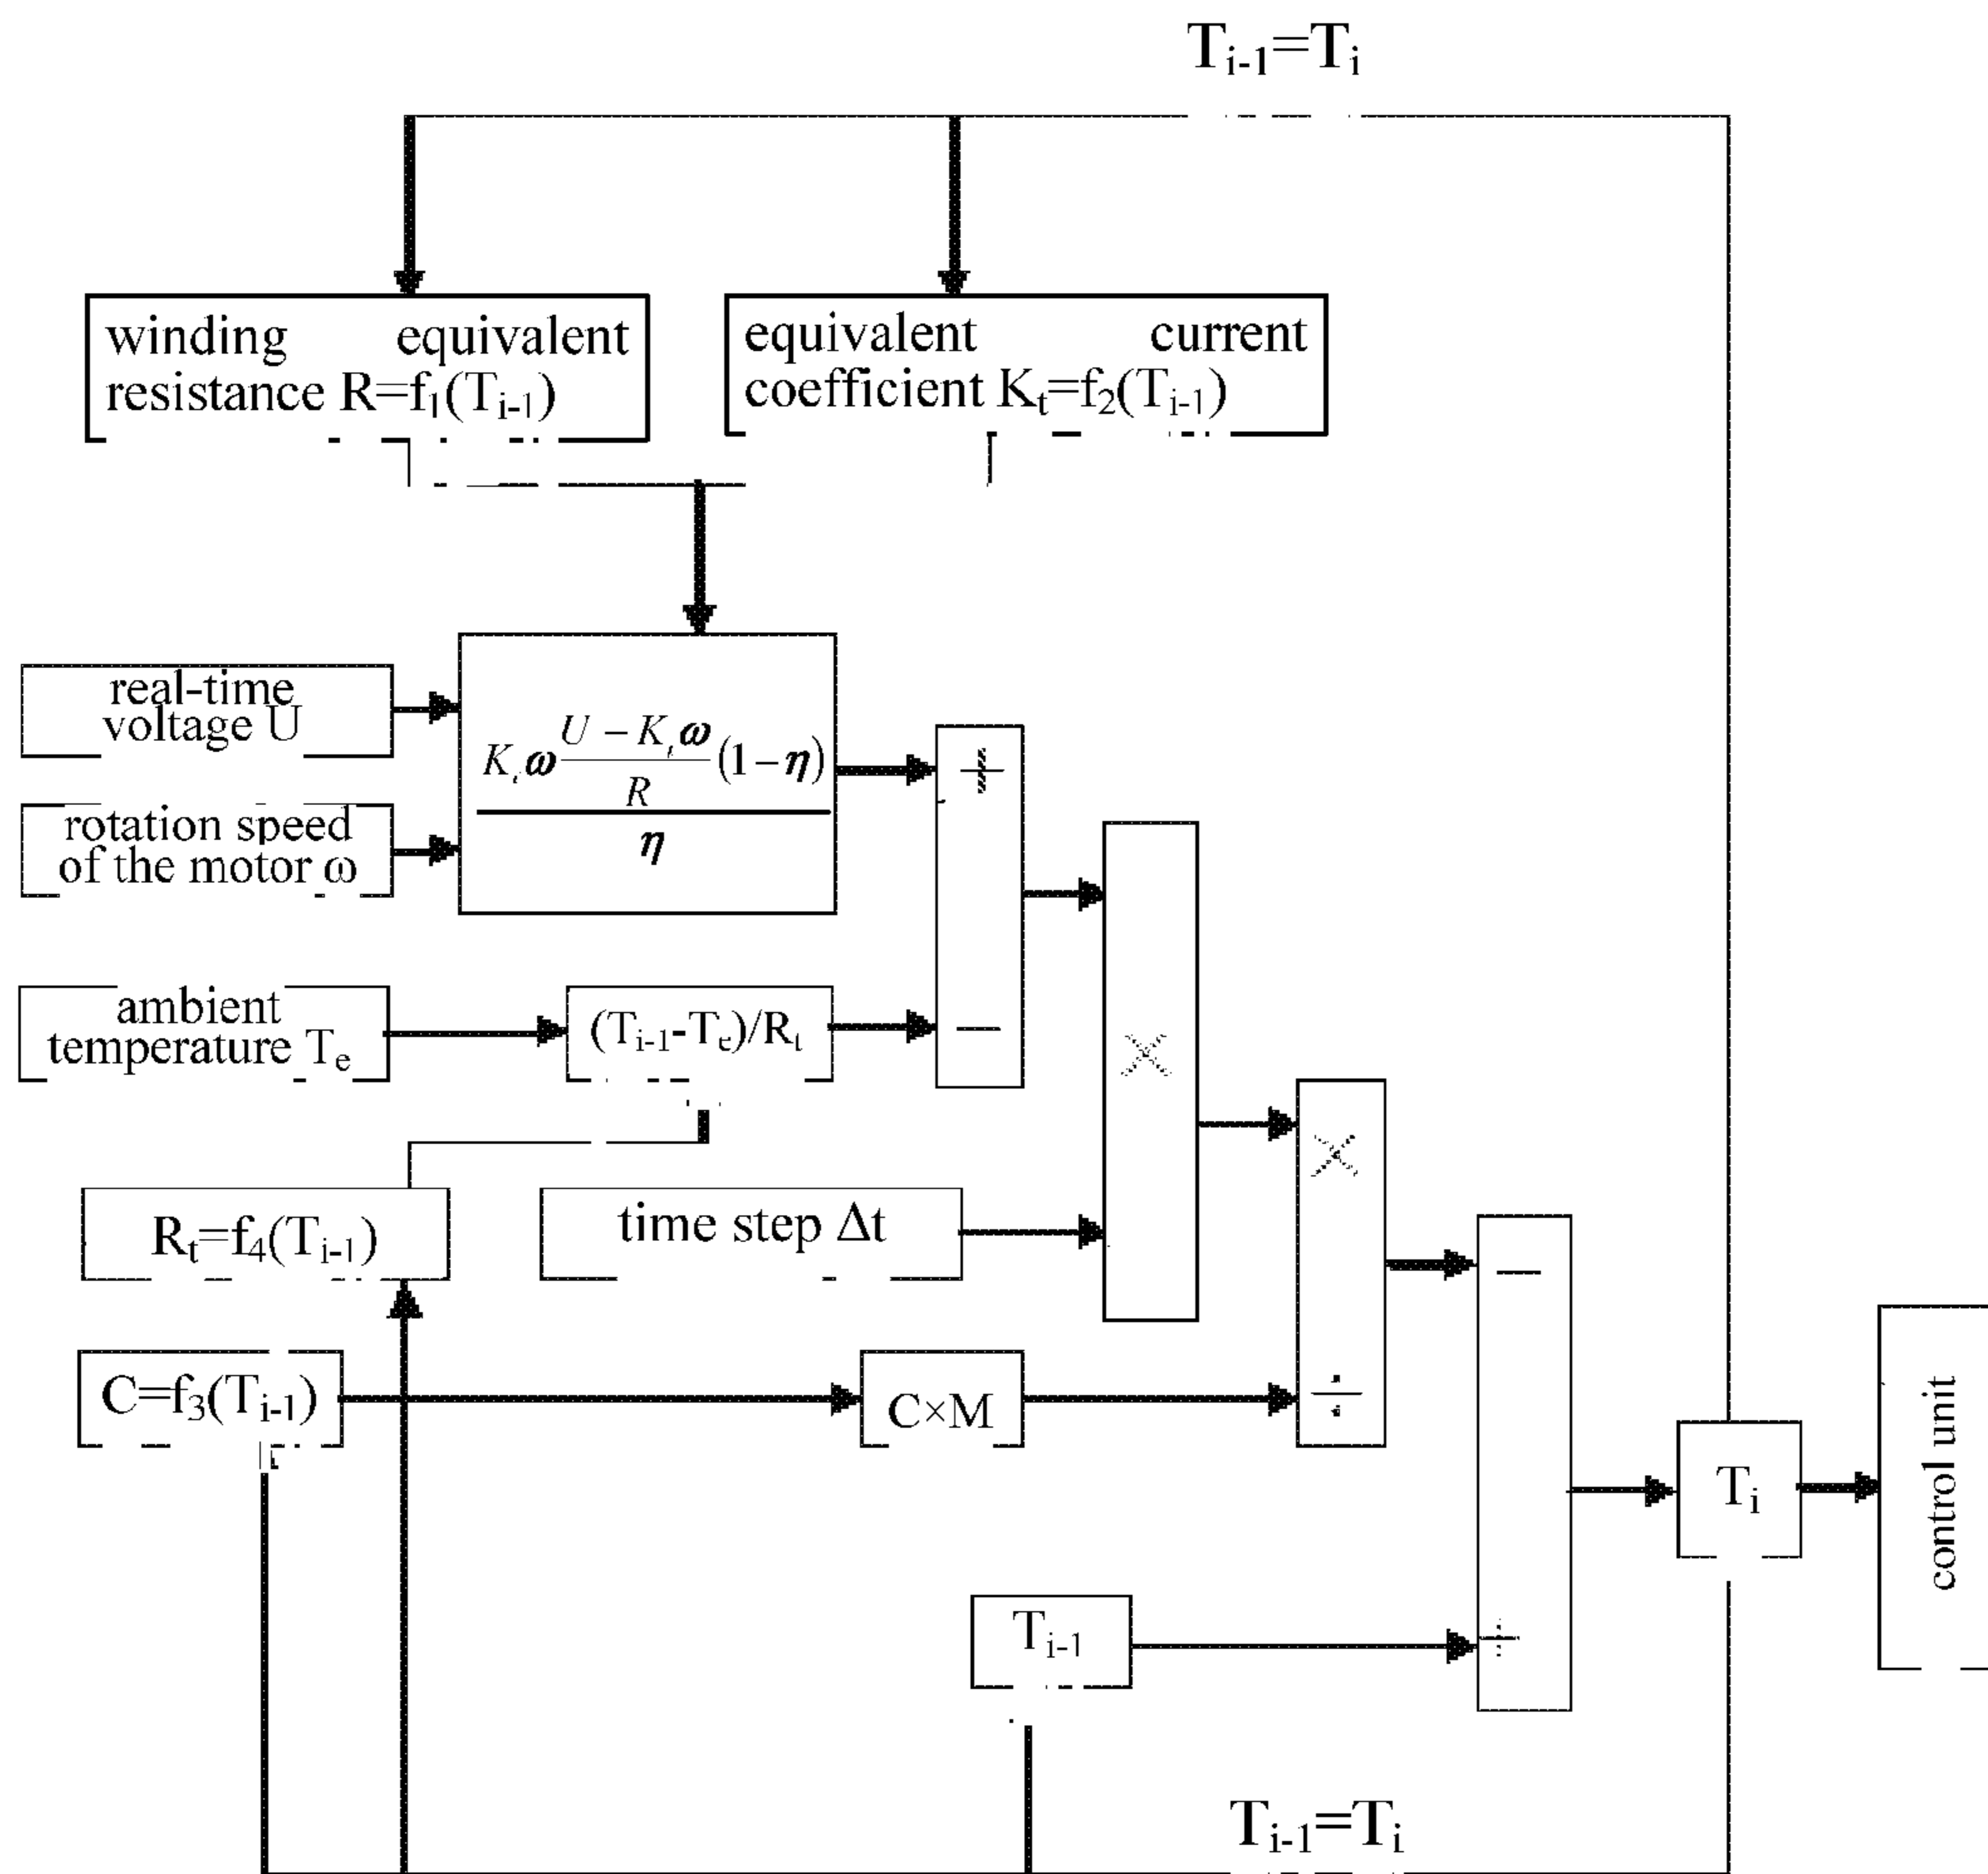 Tᵢ₋₁=Tᵢ
winding equivalent
resistance R=f₁(Tᵢ₋₁)
equivalent current
coefficient Kₜ=f₂(Tᵢ₋₁)
real-time
voltage U
rotation speed
of the motor ω
Kₜω (U − Kₜω)/R (1−η)
η
+
ambient
temperature Tₑ
(Tᵢ₋₁-Tₑ)/Rₜ
—
×
Rₜ=f₄(Tᵢ₋₁)
time step Δt
×
C=f₃(Tᵢ₋₁)
C×M
÷
—
Tᵢ
control unit
Tᵢ₋₁
+
Tᵢ₋₁=Tᵢ